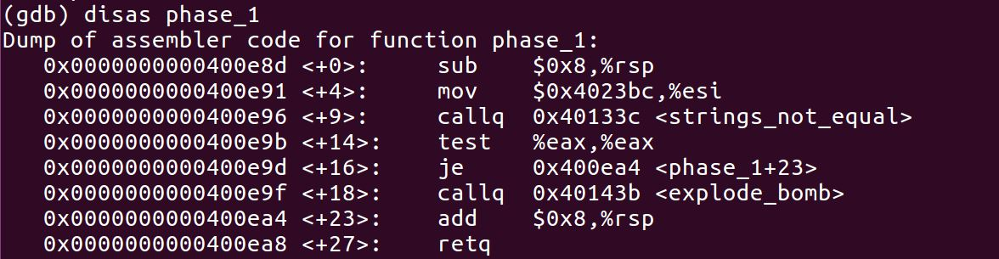 (gdb) disas phase_1
Dump of assembler code for function phase_1:
   0x0000000000400e8d <+0>:     sub    $0x8,%rsp
   0x0000000000400e91 <+4>:     mov    $0x4023bc,%esi
   0x0000000000400e96 <+9>:     callq  0x40133c <strings_not_equal>
   0x0000000000400e9b <+14>:    test   %eax,%eax
   0x0000000000400e9d <+16>:    je     0x400ea4 <phase_1+23>
   0x0000000000400e9f <+18>:    callq  0x40143b <explode_bomb>
   0x0000000000400ea4 <+23>:    add    $0x8,%rsp
   0x0000000000400ea8 <+27>:    retq